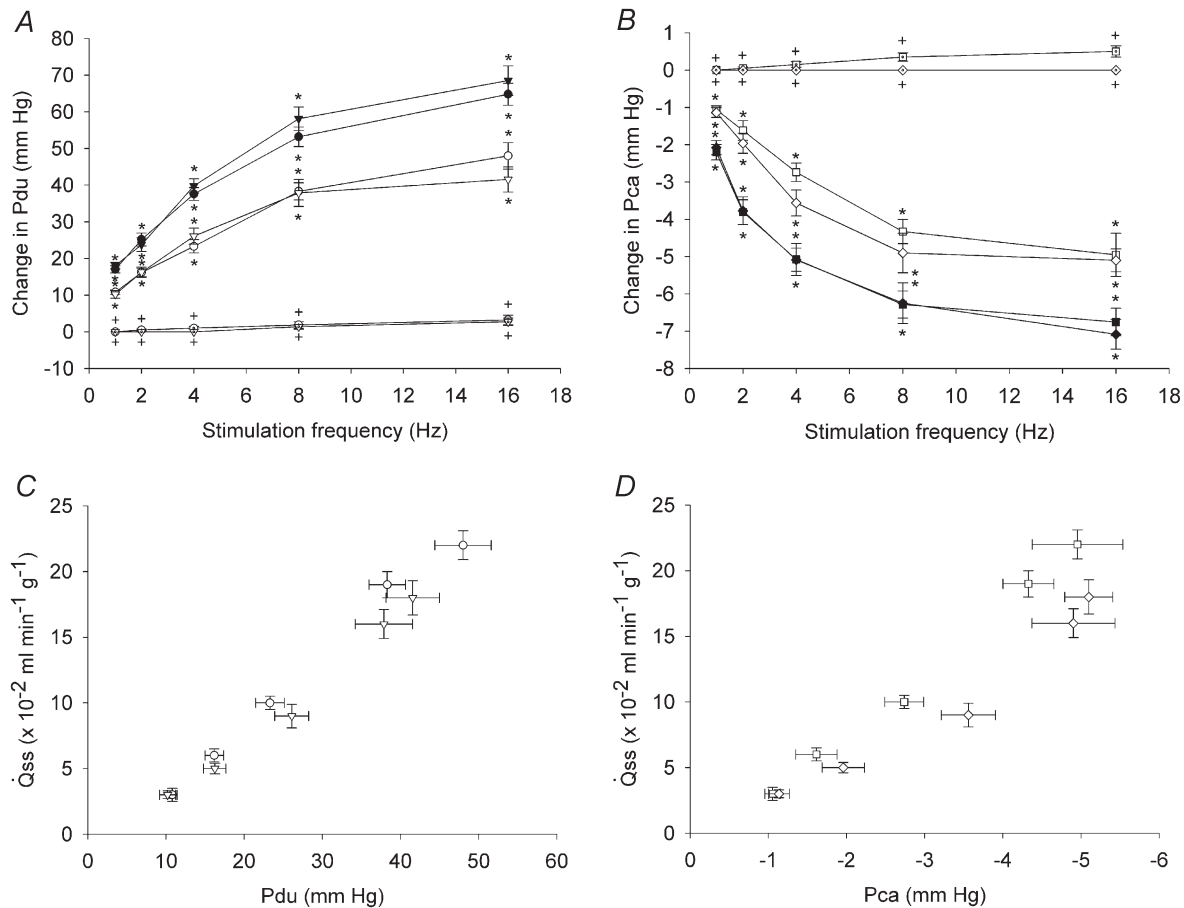 A
Change in Pdu (mm Hg)
80
70
60
50
40
30
20
10
0
-10
0 2 4 6 8 10 12 14 16 18
Stimulation frequency (Hz)
B
Change in Pca (mm Hg)
1
0
-1
-2
-3
-4
-5
-6
-7
-8
0 2 4 6 8 10 12 14 16 18
Stimulation frequency (Hz)
C
Q̇ss (x 10⁻² ml min⁻¹ g⁻¹)
25
20
15
10
5
0
0 10 20 30 40 50 60
Pdu (mm Hg)
D
Q̇ss (x 10⁻² ml min⁻¹ g⁻¹)
25
20
15
10
5
0
0 -1 -2 -3 -4 -5 -6
Pca (mm Hg)